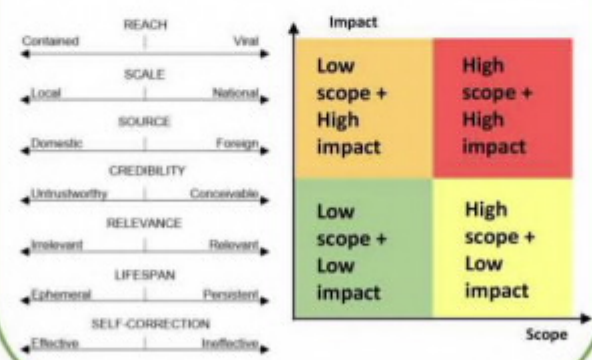 REACH
Contained Viral
SCALE
Local National
SOURCE
Domestic Foreign
CREDIBILITY
Untrustworthy Conceivable
RELEVANCE
Irrelevant Relevant
LIFESPAN
Ephemeral Persistent
SELF-CORRECTION
Effective Ineffective
Impact
Low
scope +
High
impact
High
scope +
High
impact
Low
scope +
Low
impact
High
scope +
Low
impact
Scope